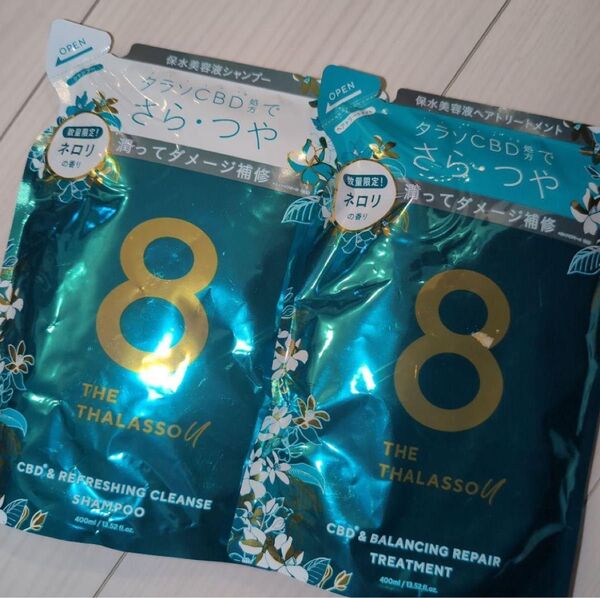 OPEN
保水美容液シャンプー
タラソCBD処方で
さら・つや
潤ってダメージ補修
数量限定!
ネロリ
の香り
8
THE
THALASSO u
CBD* & REFRESHING CLEANSE
SHAMPOO
400ml / 13.52 fl.oz.
OPEN
保水美容液ヘアトリートメント
タラソCBD処方で
さら・つや
潤ってダメージ補修
数量限定!
ネロリ
の香り
8
THE
THALASSO u
CBD* & BALANCING REPAIR
TREATMENT
400ml / 13.52 fl.oz.